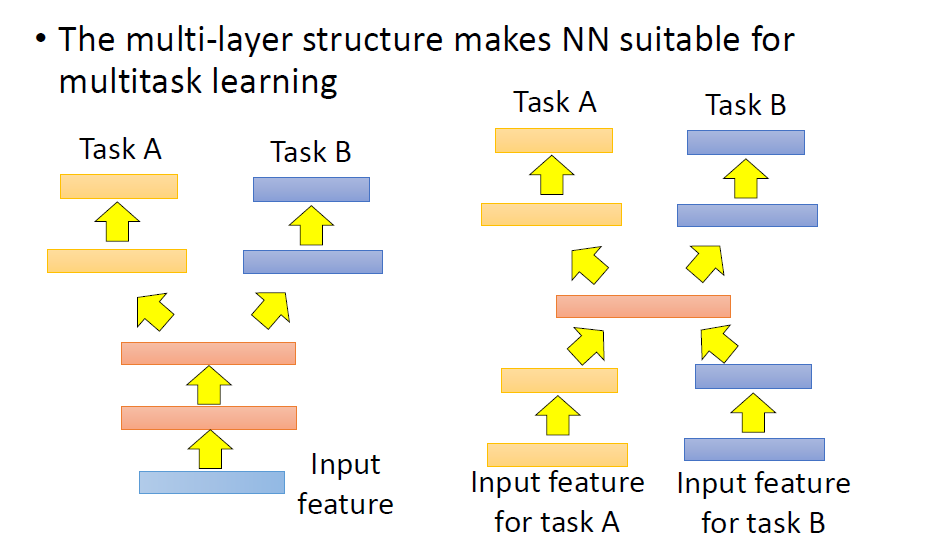 • The multi-layer structure makes NN suitable for
multitask learning
Task A
Task B
Input
feature
Task A
Task B
Input feature
for task A
Input feature
for task B